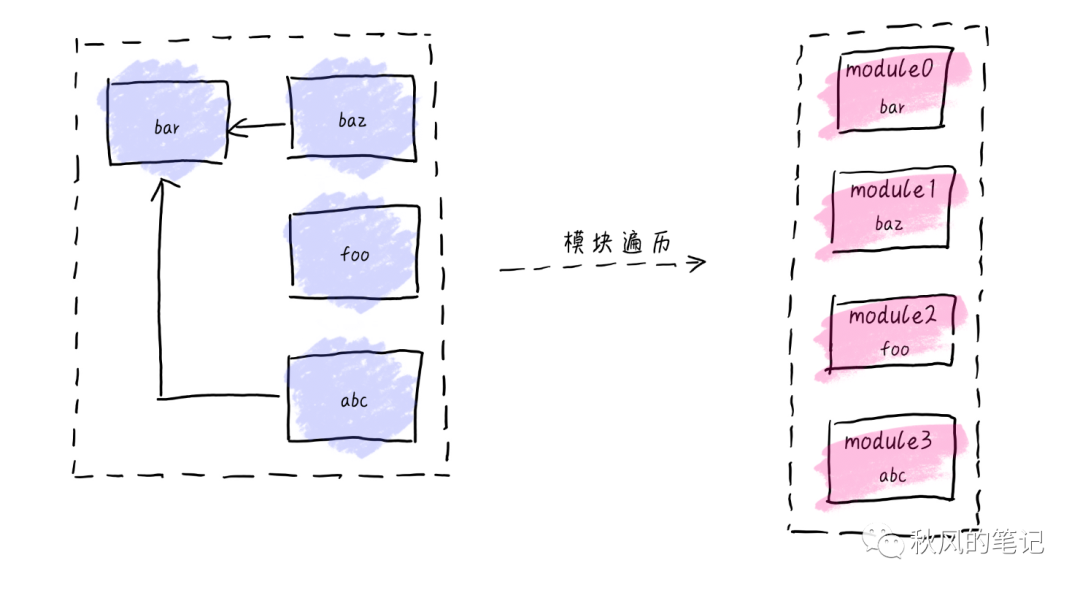 bar
baz
foo
abc
模块遍历
module0
bar
module1
baz
module2
foo
module3
abc
秋风的笔记